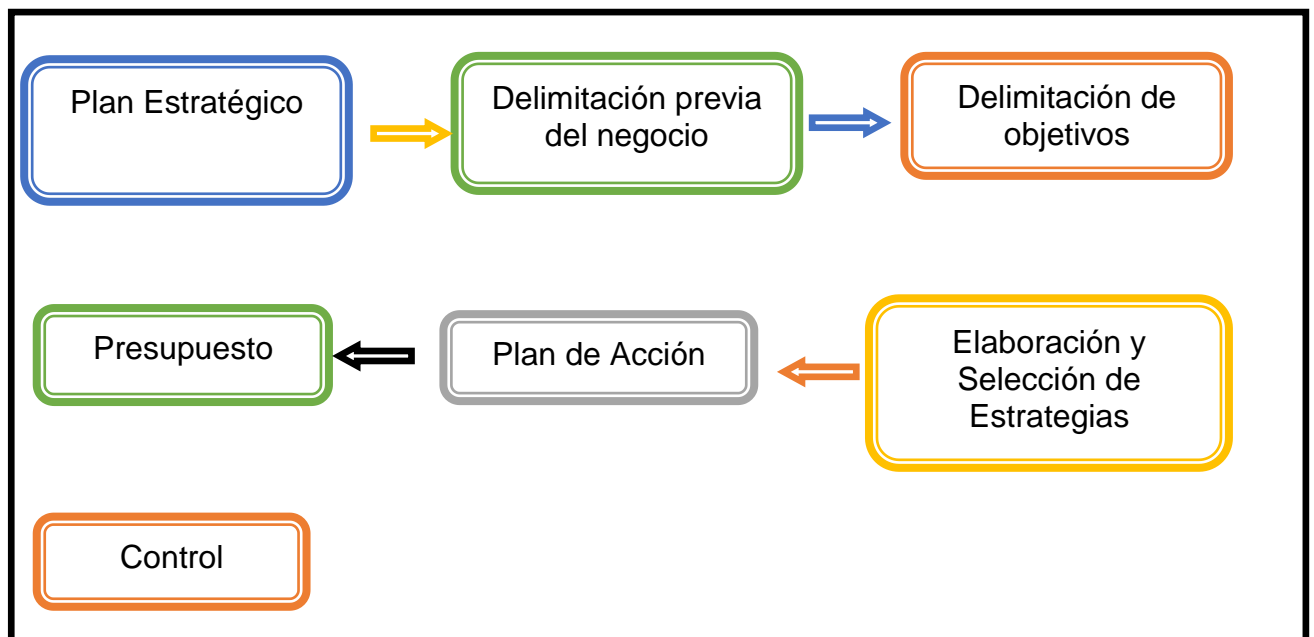 Plan Estratégico
Delimitación previa
del negocio
Delimitación de
objetivos
Elaboración y
Selección de
Estrategias
Plan de Acción
Presupuesto
Control